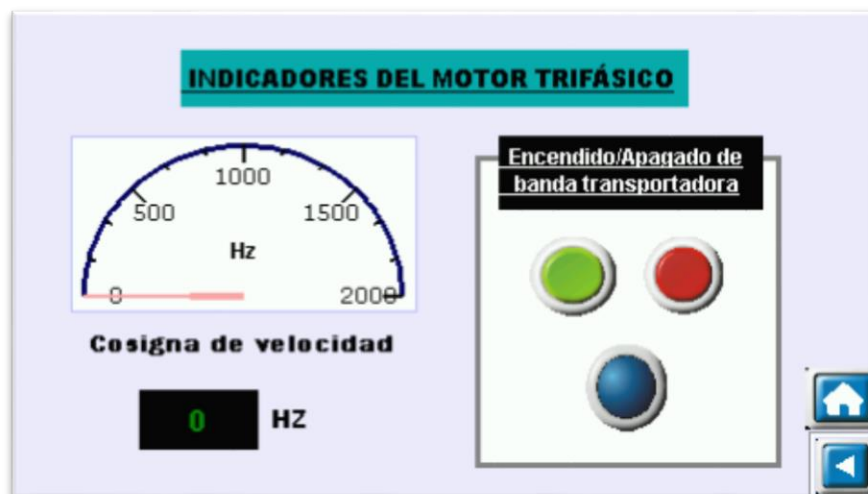 INDICADORES DEL MOTOR TRIFÁSICO
0
500
1000
1500
2000
Hz
Cosigna de velocidad
0 HZ
Encendido/Apagado de
banda transportadora